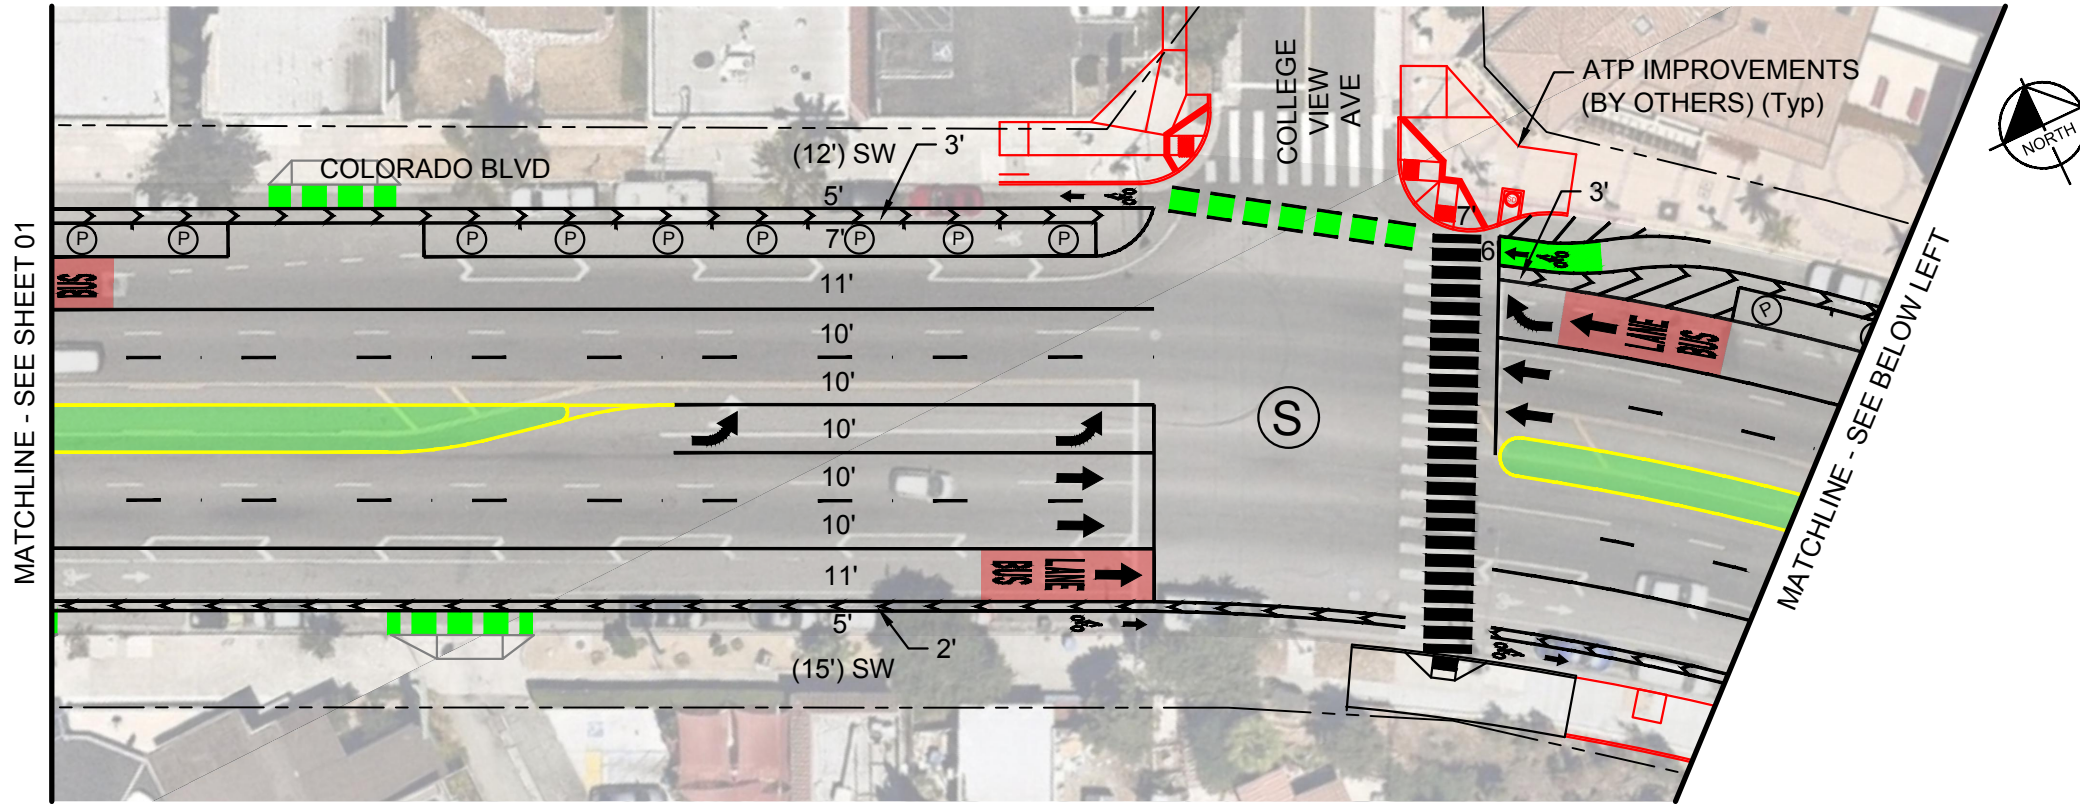 COLLEGE
VIEW
AVE
ATP IMPROVEMENTS
(BY OTHERS) (Typ)
NORTH
COLORADO BLVD
(12') SW
3'
5'
7'
3'
7'
6
P
P
P
P
P
P
P
P
P
P
BUS
11'
10'
10'
10'
10'
10'
11'
S
LANE
BUS
LANE
BUS
5'
2'
(15') SW
MATCHLINE - SEE SHEET 01
MATCHLINE - SEE BELOW LEFT